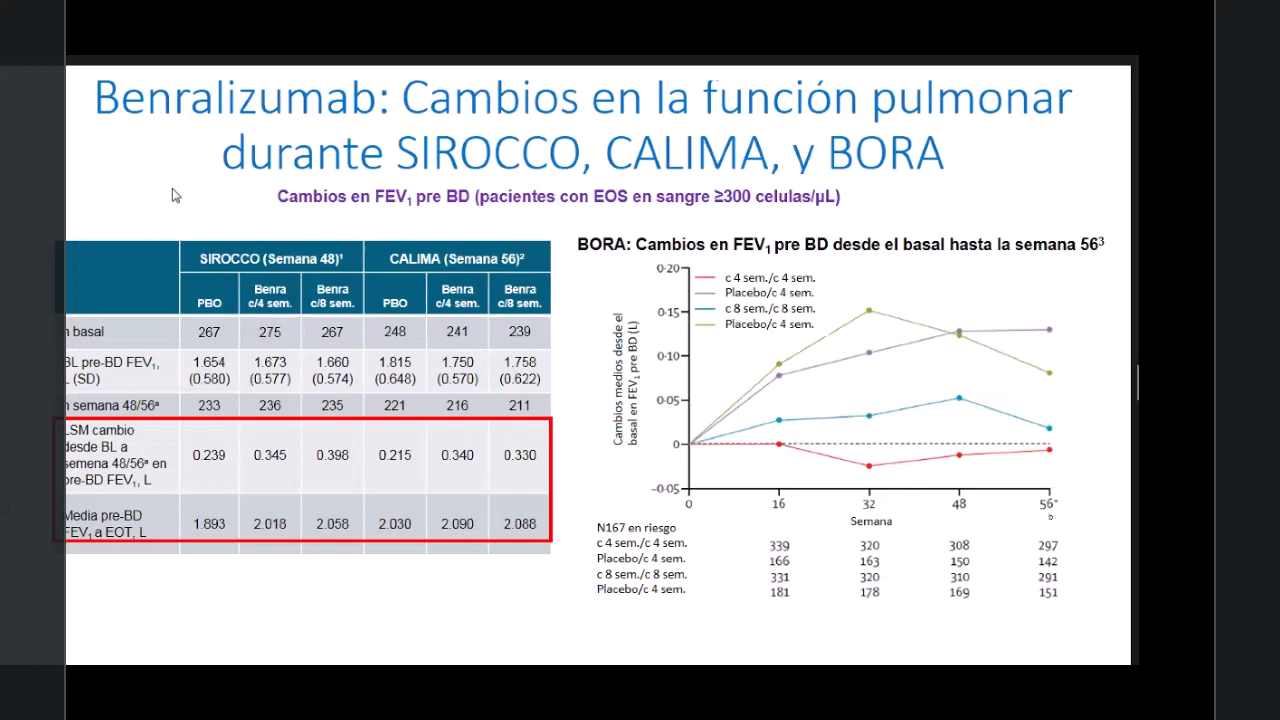 Benralizumab: Cambios en la función pulmonar
durante SIROCCO, CALIMA, y BORA
Cambios en FEV1 pre BD (pacientes con EOS en sangre ≥300 celulas/µL)
SIROCCO (Semana 48)¹ CALIMA (Semana 56)²
PBO Benra c/4 sem. Benra c/8 sem. PBO Benra c/4 sem. Benra c/8 sem.
n basal 267 275 267 248 241 239
BL pre-BD FEV1, 1.654 1.673 1.660 1.815 1.750 1.758
L (SD) (0.580) (0.577) (0.574) (0.648) (0.570) (0.622)
n semana 48/56ª 233 236 235 221 216 211
LSM cambio
desde BL a
semena 48/56ª en 0.239 0.345 0.398 0.215 0.340 0.330
pre-BD FEV1, L
Media pre-BD
FEV1 a EOT, L 1.893 2.018 2.058 2.030 2.090 2.088
BORA: Cambios en FEV1 pre BD desde el basal hasta la semana 56³
Cambios medios desde el
basal en FEV1 pre BD (L)
0·20
0·15
0·10
0·05
0
–0·05
c 4 sem./c 4 sem.
Placebo/c 4 sem.
c 8 sem./c 8 sem.
Placebo/c 4 sem.
0 16 32 48 56*
b
Semana
N167 en riesgo
c 4 sem./c 4 sem. 339 320 308 297
Placebo/c 4 sem. 166 163 150 142
c 8 sem./c 8 sem. 331 320 310 291
Placebo/c 4 sem. 181 178 169 151